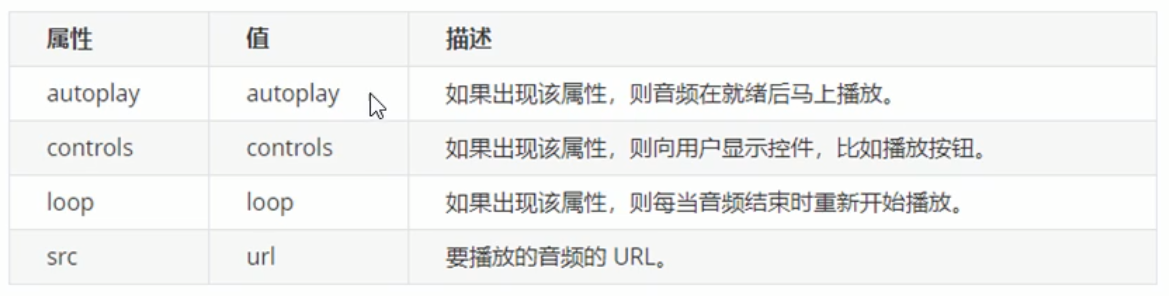 属性 值 描述
autoplay autoplay 如果出现该属性，则音频在就绪后马上播放。
controls controls 如果出现该属性，则向用户显示控件，比如播放按钮。
loop loop 如果出现该属性，则每当音频结束时重新开始播放。
src url 要播放的音频的 URL。